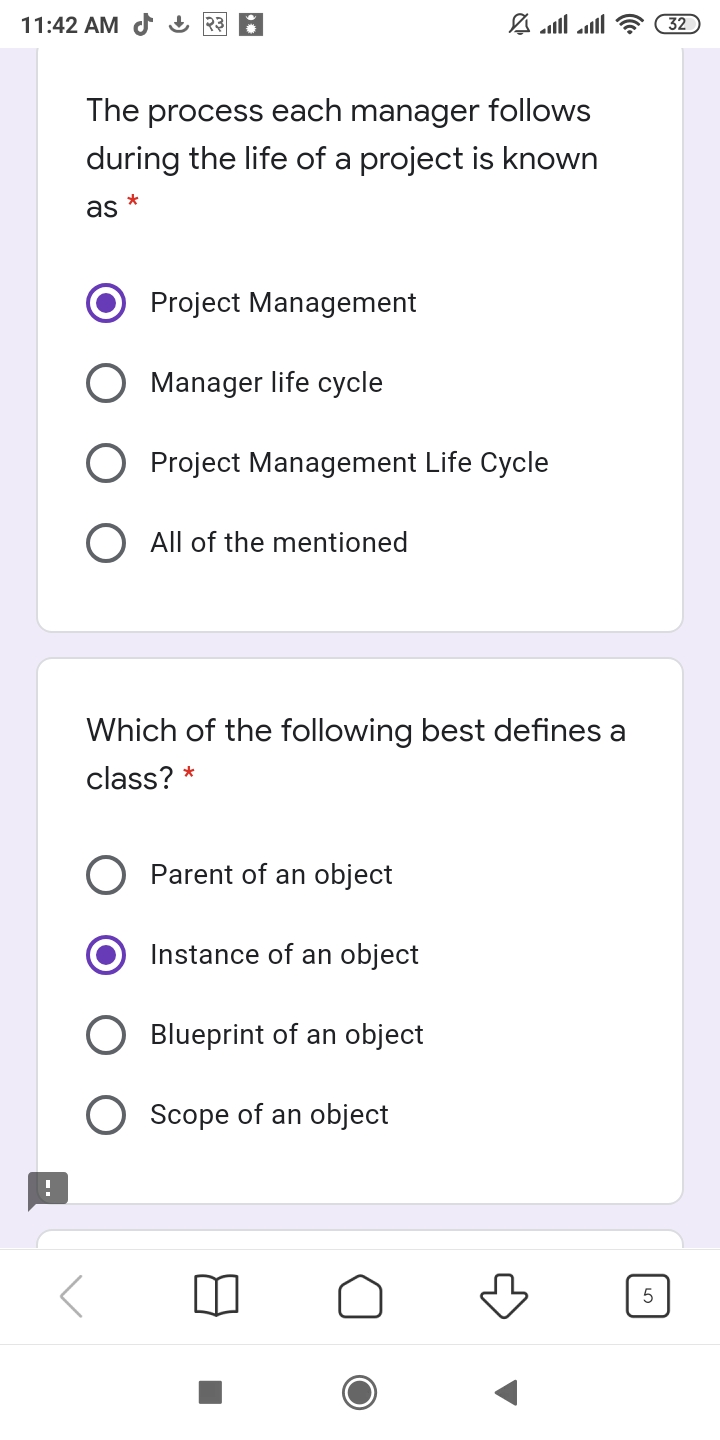 11:42 AM २३ 32
The process each manager follows
during the life of a project is known
as *
Project Management
Manager life cycle
Project Management Life Cycle
All of the mentioned
Which of the following best defines a
class? *
Parent of an object
Instance of an object
Blueprint of an object
Scope of an object
!
5